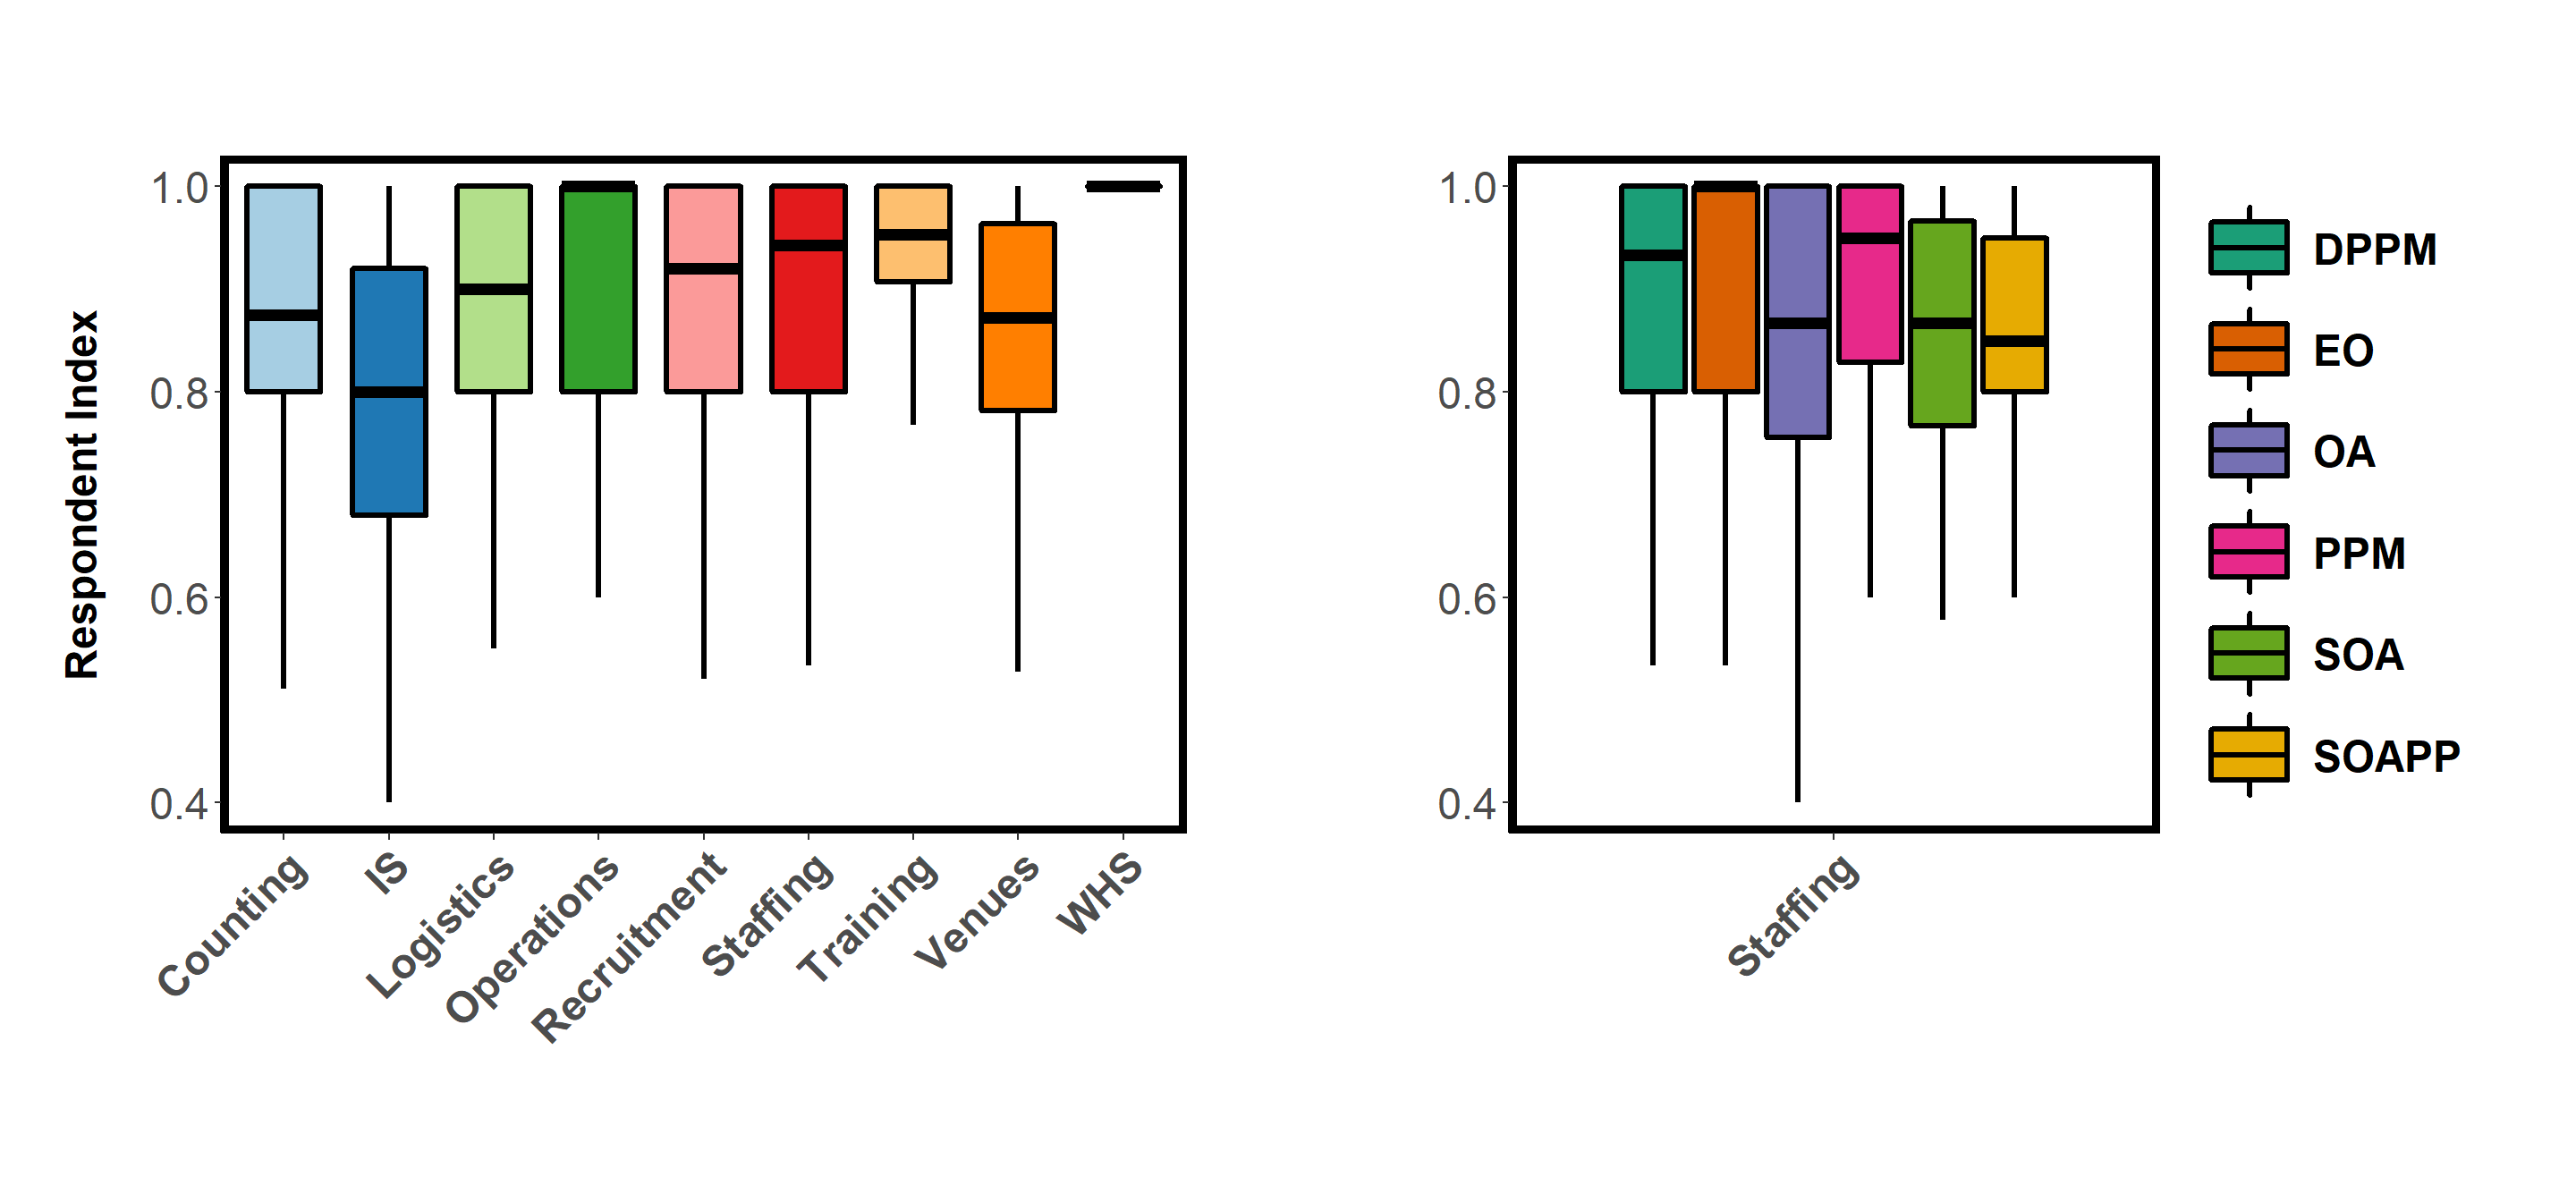 Respondent Index
1.0
0.8
0.6
0.4
Counting
IS
Logistics
Operations
Recruitment
Staffing
Training
Venues
WHS
1.0
0.8
0.6
0.4
Staffing
DPPM
EO
OA
PPM
SOA
SOAPP